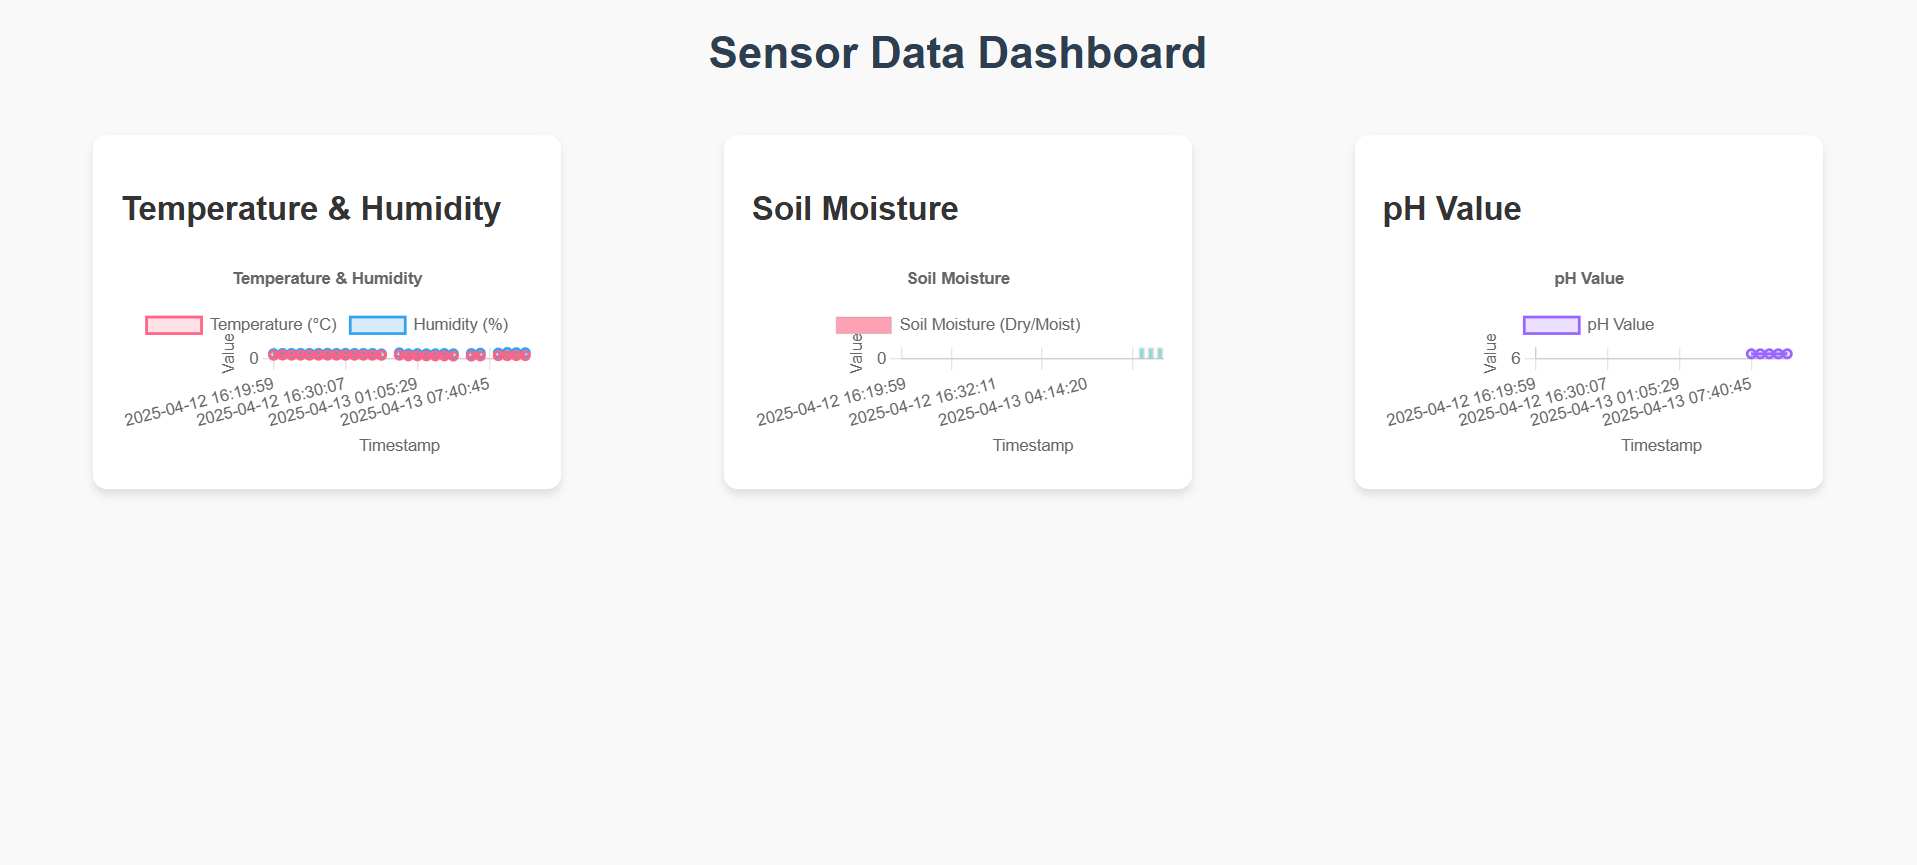 Sensor Data Dashboard
Temperature & Humidity
Temperature & Humidity
Temperature (°C)
Humidity (%)
Value
0
2025-04-12 16:19:59
2025-04-12 16:30:07
2025-04-13 01:05:29
2025-04-13 07:40:45
Timestamp
Soil Moisture
Soil Moisture
Soil Moisture (Dry/Moist)
Value
0
2025-04-12 16:19:59
2025-04-12 16:32:11
2025-04-13 04:14:20
Timestamp
pH Value
pH Value
pH Value
Value
6
2025-04-12 16:19:59
2025-04-12 16:30:07
2025-04-13 01:05:29
2025-04-13 07:40:45
Timestamp